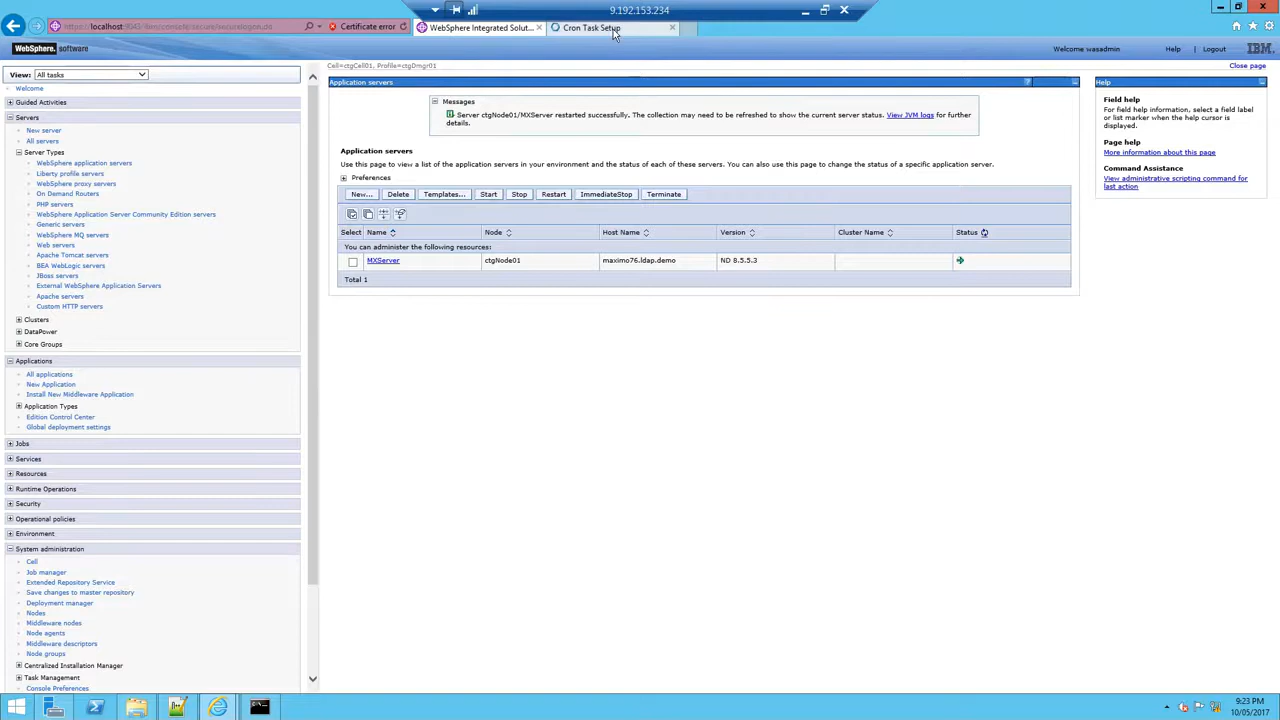 9.192.153.234
https://localhost:9043/ibm/console/secure/securelogon.do
Certificate error
WebSphere Integrated Solut...
Cron Task Setup
WebSphere. software
Welcome wasadmin
Help
Logout
IBM.
View: All tasks
Cell=ctgCell01, Profile=ctgDmgr01
Close page
Welcome
Guided Activities
Servers
New server
All servers
Server Types
WebSphere application servers
Liberty profile servers
WebSphere proxy servers
On Demand Routers
PHP servers
WebSphere Application Server Community Edition servers
Generic servers
WebSphere MQ servers
Web servers
Apache Tomcat servers
BEA WebLogic servers
JBoss servers
External WebSphere Application Servers
Apache servers
Custom HTTP servers
Clusters
DataPower
Core Groups
Applications
All applications
New Application
Install New Middleware Application
Application Types
Edition Control Center
Global deployment settings
Jobs
Services
Resources
Runtime Operations
Security
Operational policies
Environment
System administration
Cell
Job manager
Extended Repository Service
Save changes to master repository
Deployment manager
Nodes
Middleware nodes
Node agents
Middleware descriptors
Node groups
Centralized Installation Manager
Task Management
Console Preferences
Application servers
?
Messages
Server ctgNode01/MXServer restarted successfully. The collection may need to be refreshed to show the current server status. View JVM logs for further
details.
Application servers
Use this page to view a list of the application servers in your environment and the status of each of these servers. You can also use this page to change the status of a specific application server.
Preferences
New... Delete Templates... Start Stop Restart ImmediateStop Terminate
Select Name Node Host Name Version Cluster Name Status
You can administer the following resources:
MXServer ctgNode01 maximo76.ldap.demo ND 8.5.5.3
Total 1
Help
Field help
For field help information, select a field label
or list marker when the help cursor is
displayed.
Page help
More information about this page
Command Assistance
View administrative scripting command for
last action
9:23 PM
10/05/2017